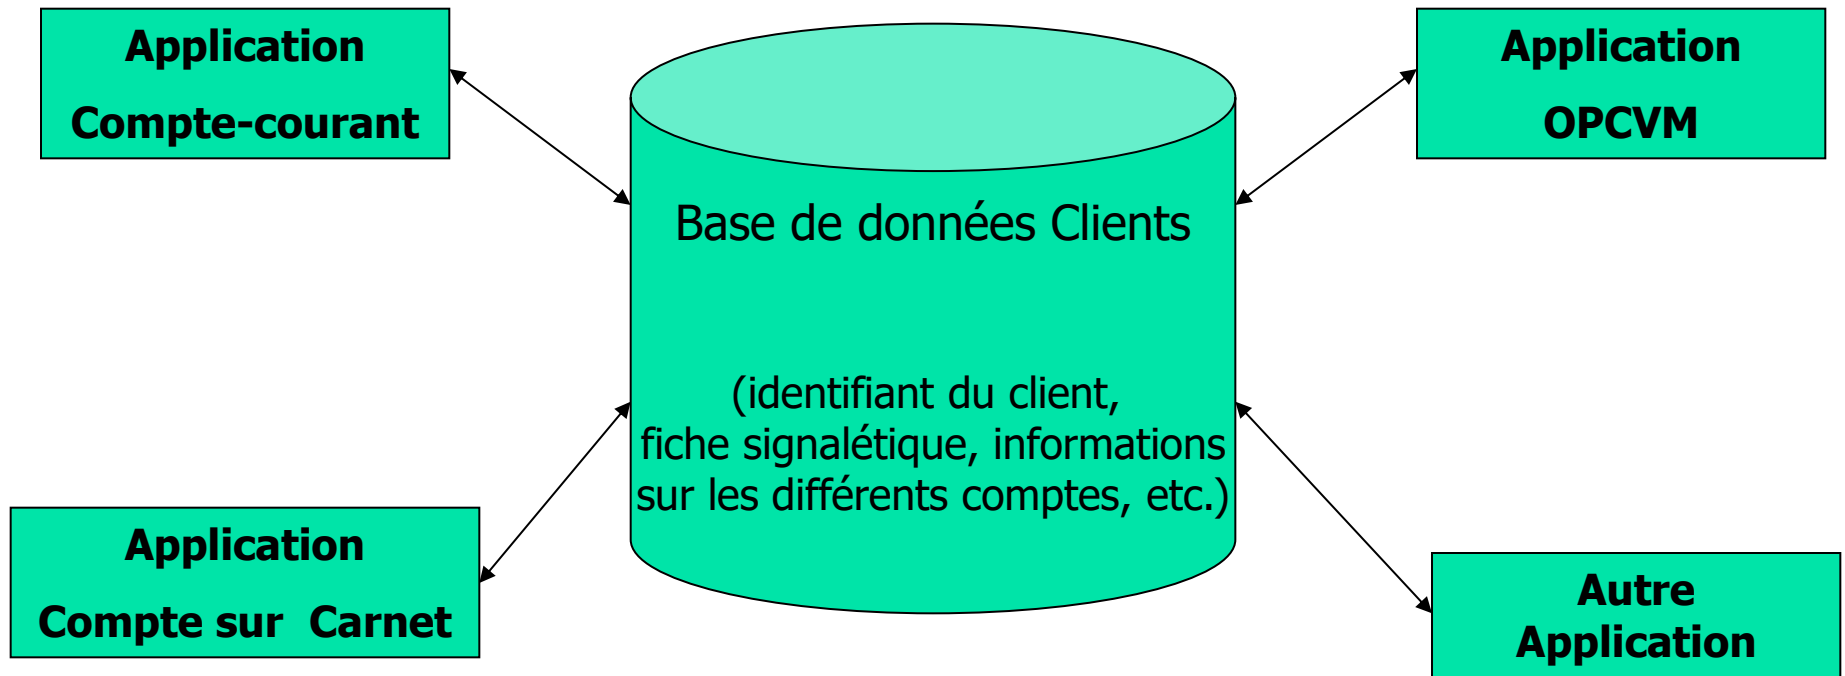 Application
Compte-courant
Application
OPCVM
Base de données Clients
(identifiant du client,
fiche signalétique, informations
sur les différents comptes, etc.)
Application
Compte sur  Carnet
Autre
Application